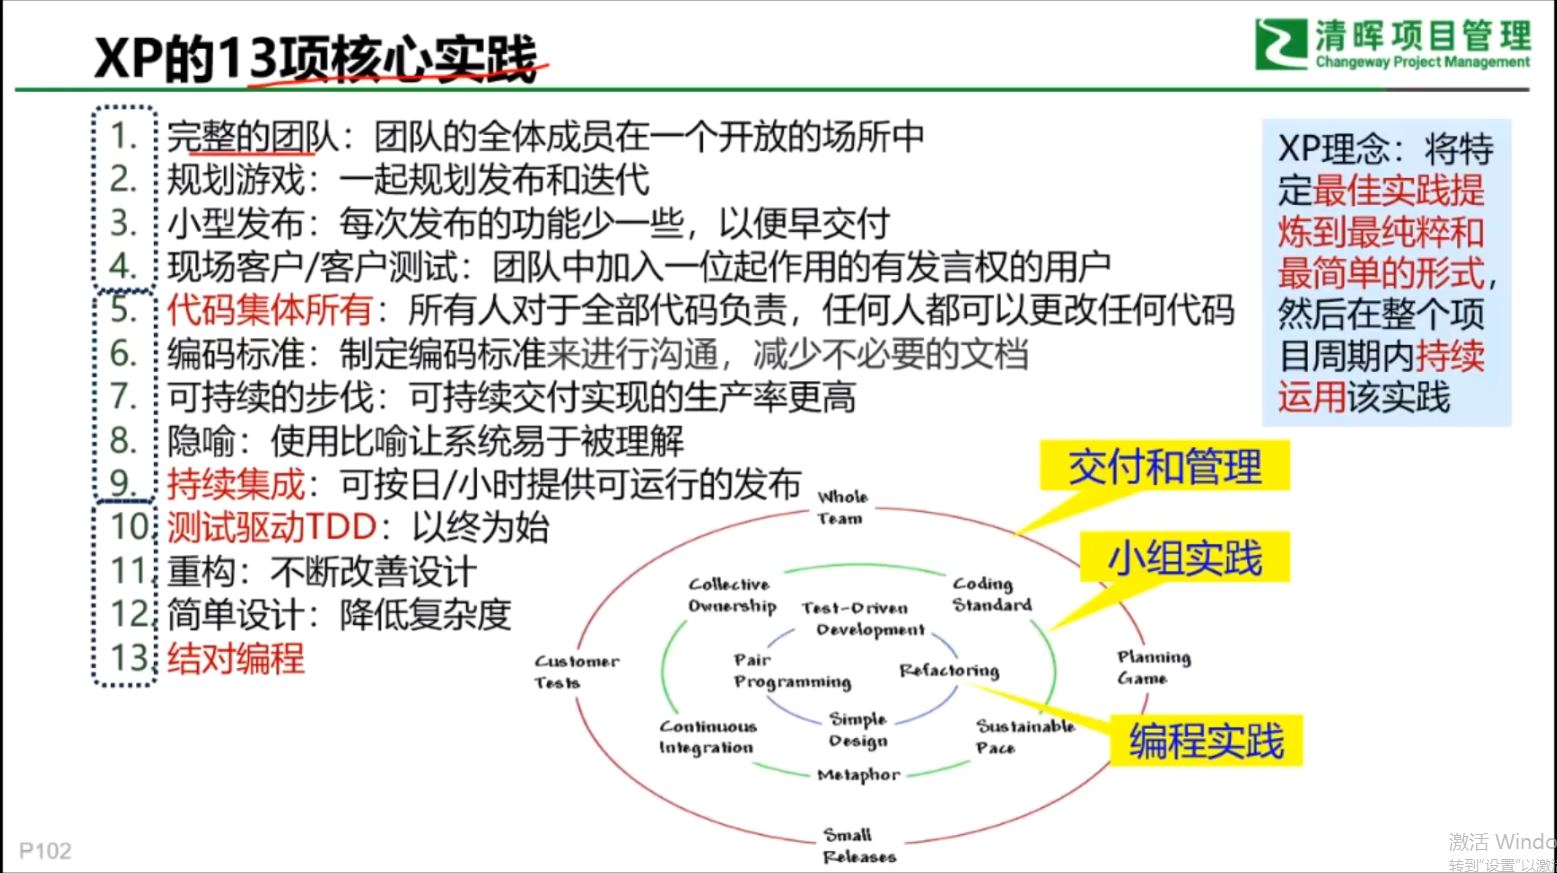 XP的13项核心实践
清晖项目管理
Changeway Project Management
1. 完整的团队：团队的全体成员在一个开放的场所中
2. 规划游戏：一起规划发布和迭代
3. 小型发布：每次发布的功能少一些，以便早交付
4. 现场客户/客户测试：团队中加入一位起作用的有发言权的用户
5. 代码集体所有：所有人对于全部代码负责，任何人都可以更改任何代码
6. 编码标准：制定编码标准来进行沟通，减少不必要的文档
7. 可持续的步伐：可持续交付实现的生产率更高
8. 隐喻：使用比喻让系统易于被理解
9. 持续集成：可按日/小时提供可运行的发布
10. 测试驱动TDD：以终为始
11. 重构：不断改善设计
12. 简单设计：降低复杂度
13. 结对编程
XP理念：将特
定最佳实践提
炼到最纯粹和
最简单的形式，
然后在整个项
目周期内持续
运用该实践
交付和管理
小组实践
编程实践
Whole
Team
Collective
Ownership
Coding
Standard
Test-Driven
Development
Customer
Tests
Pair
Programming
Refactoring
Planning
Game
Continuous
Integration
Simple
Design
Sustainable
Pace
Metaphor
Small
Releases
P102
激活 Windo
转到"设置"以激